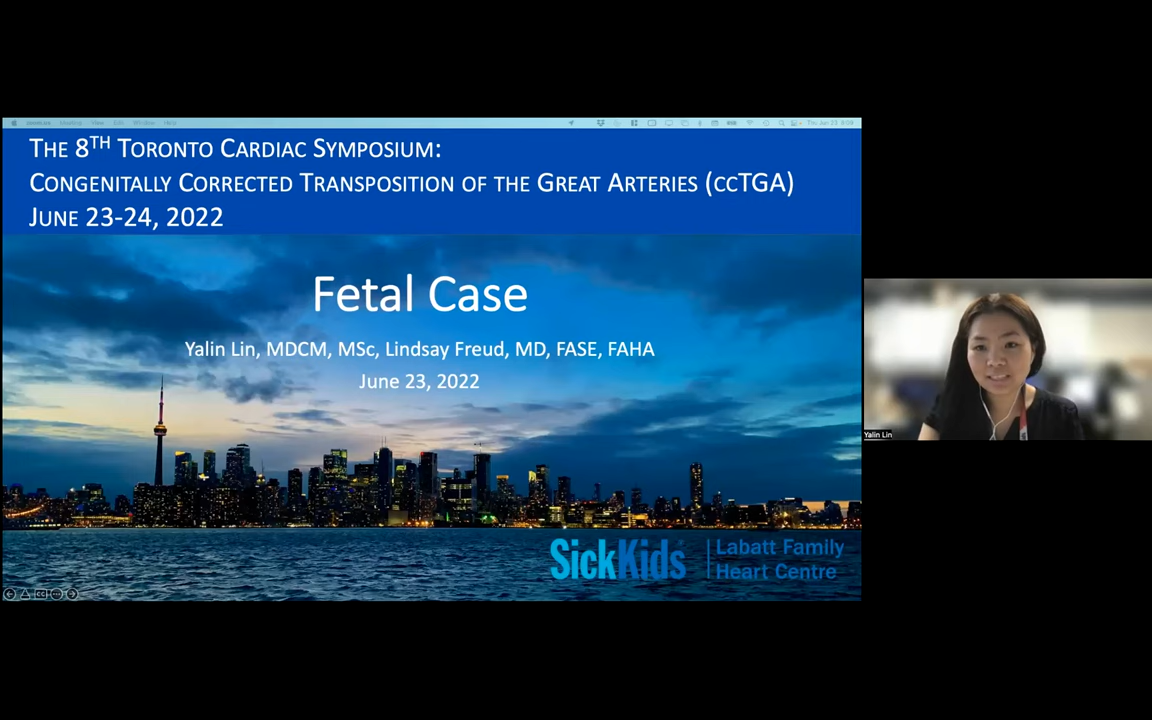 THE 8TH TORONTO CARDIAC SYMPOSIUM:
CONGENITALLY CORRECTED TRANSPOSITION OF THE GREAT ARTERIES (CCTGA)
JUNE 23-24, 2022
Fetal Case
Yalin Lin, MDCM, MSc, Lindsay Freud, MD, FASE, FAHA
June 23, 2022
SickKids
Labatt Family
Heart Centre
Yalin Lin